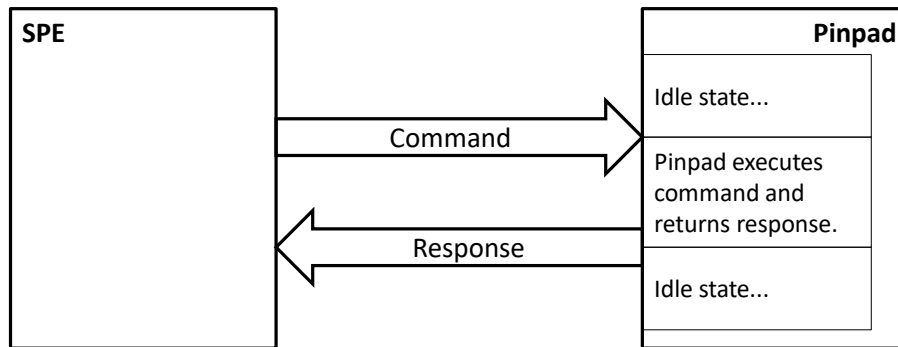 SPE
Pinpad
Idle state...
Command
Pinpad executes
command and
returns response.
Response
Idle state...